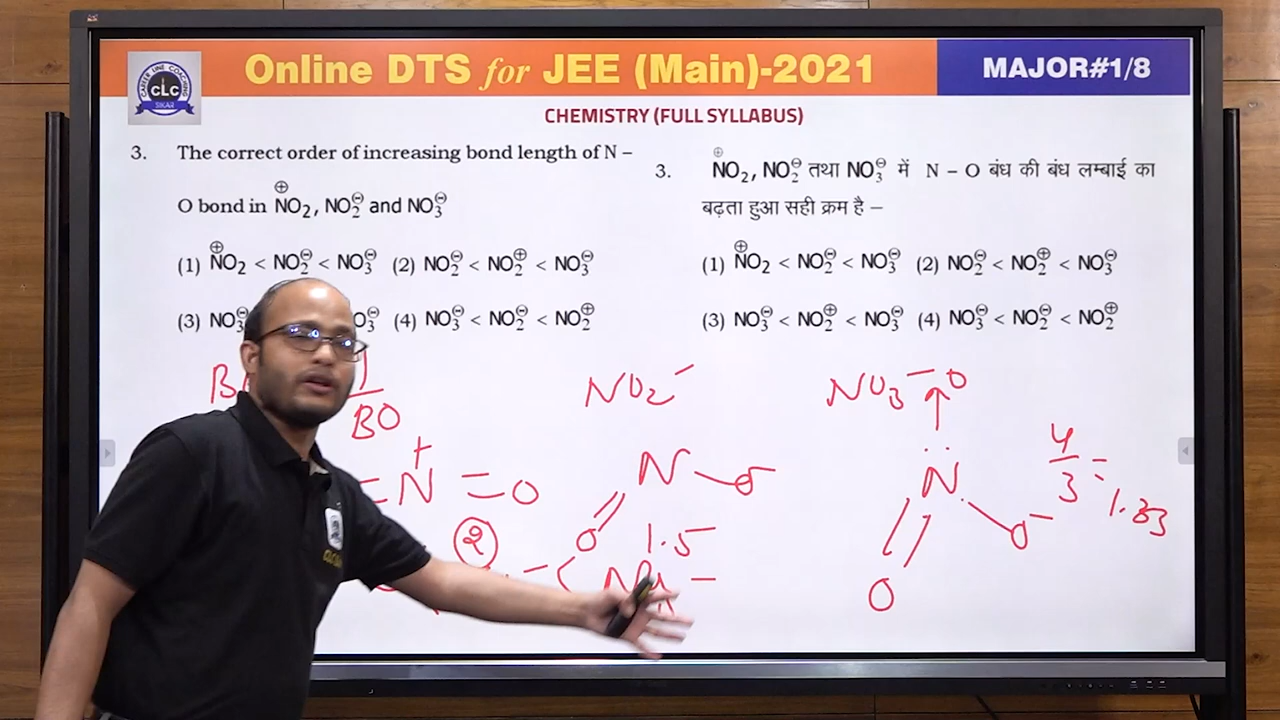 Online DTS for JEE (Main)-2021
MAJOR#1/8
CAREER LINE COACHING
CLC
SIKAR
CHEMISTRY (FULL SYLLABUS)
3. The correct order of increasing bond length of N –
O bond in N⊕O₂, NO₂⊖ and NO₃⊖
(1) N⊕O₂ < NO₂⊖ < NO₃⊖ (2) NO₂⊖ < NO₂⊕ < NO₃⊖
(3) NO₃⊖ O₃⊖ (4) NO₃⊖ < NO₂⊖ < NO₂⊕
3. N⊕O₂, NO₂⊖ तथा NO₃⊖ में N – O बंध की बंध लम्बाई का
बढ़ता हुआ सही क्रम है –
(1) N⊕O₂ < NO₂⊖ < NO₃⊖ (2) NO₂⊖ < NO₂⊕ < NO₃⊖
(3) NO₃⊖ < NO₂⊕ < NO₃⊖ (4) NO₃⊖ < NO₂⊖ < NO₂⊕
B
BO
= N⁺ = O
2
NO₂⁻
N
O
O
1.5
NO₃⁻
O
N
O
O⁻
4/3 = 1.33